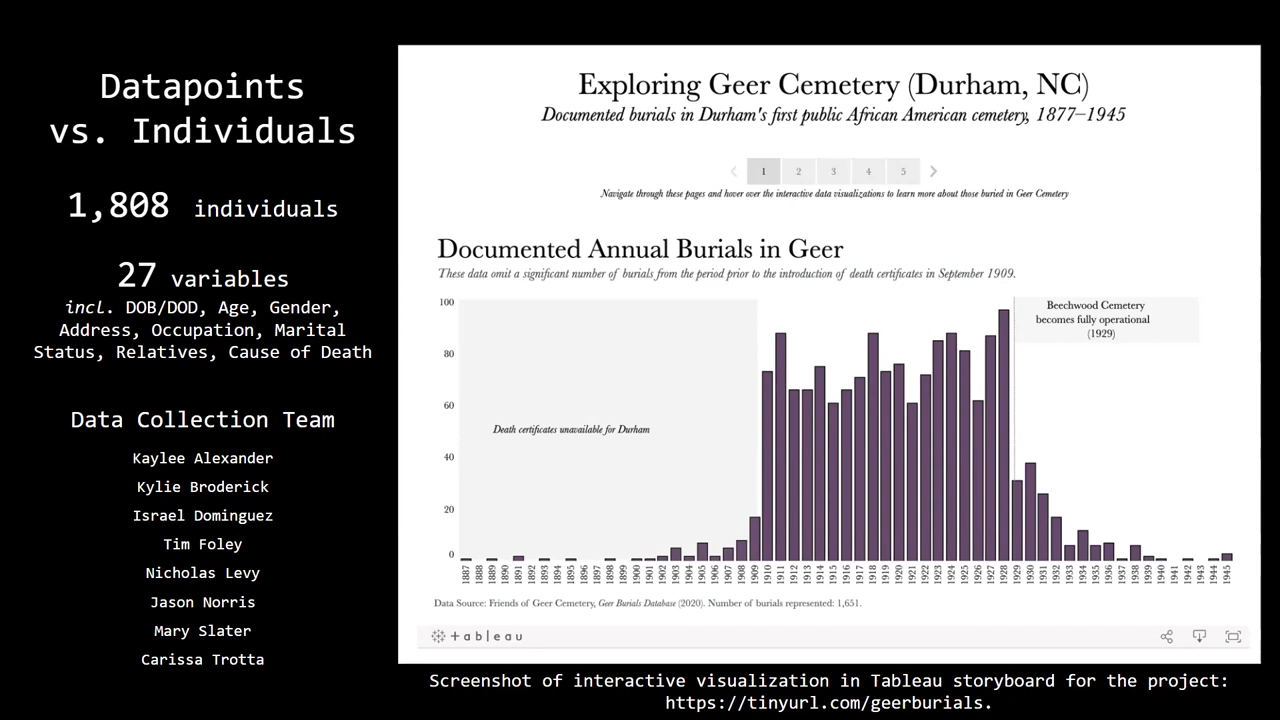 Datapoints
vs. Individuals
1,808 individuals
27 variables
incl. DOB/DOD, Age, Gender,
Address, Occupation, Marital
Status, Relatives, Cause of Death
Data Collection Team
Kaylee Alexander
Kylie Broderick
Israel Dominguez
Tim Foley
Nicholas Levy
Jason Norris
Mary Slater
Carissa Trotta
Exploring Geer Cemetery (Durham, NC)
Documented burials in Durham's first public African American cemetery, 1877–1945
1 2 3 4 5
Navigate through these pages and hover over the interactive data visualizations to learn more about those buried in Geer Cemetery
Documented Annual Burials in Geer
These data omit a significant number of burials from the period prior to the introduction of death certificates in September 1909.
100
80
60
40
20
0
Death certificates unavailable for Durham
Beechwood Cemetery
becomes fully operational
(1929)
1887 1888 1889 1890 1891 1892 1893 1894 1895 1896 1897 1898 1899 1900 1901 1902 1903 1904 1905 1906 1907 1908 1909 1910 1911 1912 1913 1914 1915 1916 1917 1918 1919 1920 1921 1922 1923 1924 1925 1926 1927 1928 1929 1930 1931 1932 1933 1934 1935 1936 1937 1938 1939 1940 1941 1942 1943 1944 1945
Data Source: Friends of Geer Cemetery, Geer Burials Database (2020). Number of burials represented: 1,651.
+ableau
Screenshot of interactive visualization in Tableau storyboard for the project:
https://tinyurl.com/geerburials.